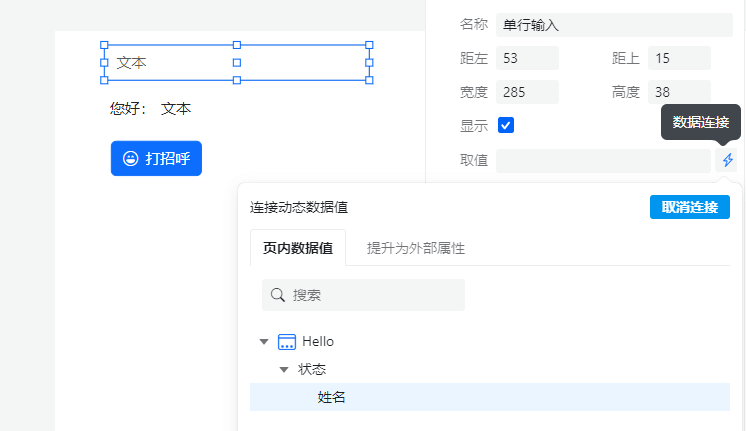 名称 单行输入
文本
距左 53 距上 15
您好： 文本
宽度 285 高度 38
显示
数据连接
打招呼
取值
连接动态数据值 取消连接
页内数据值 提升为外部属性
搜索
Hello
状态
姓名